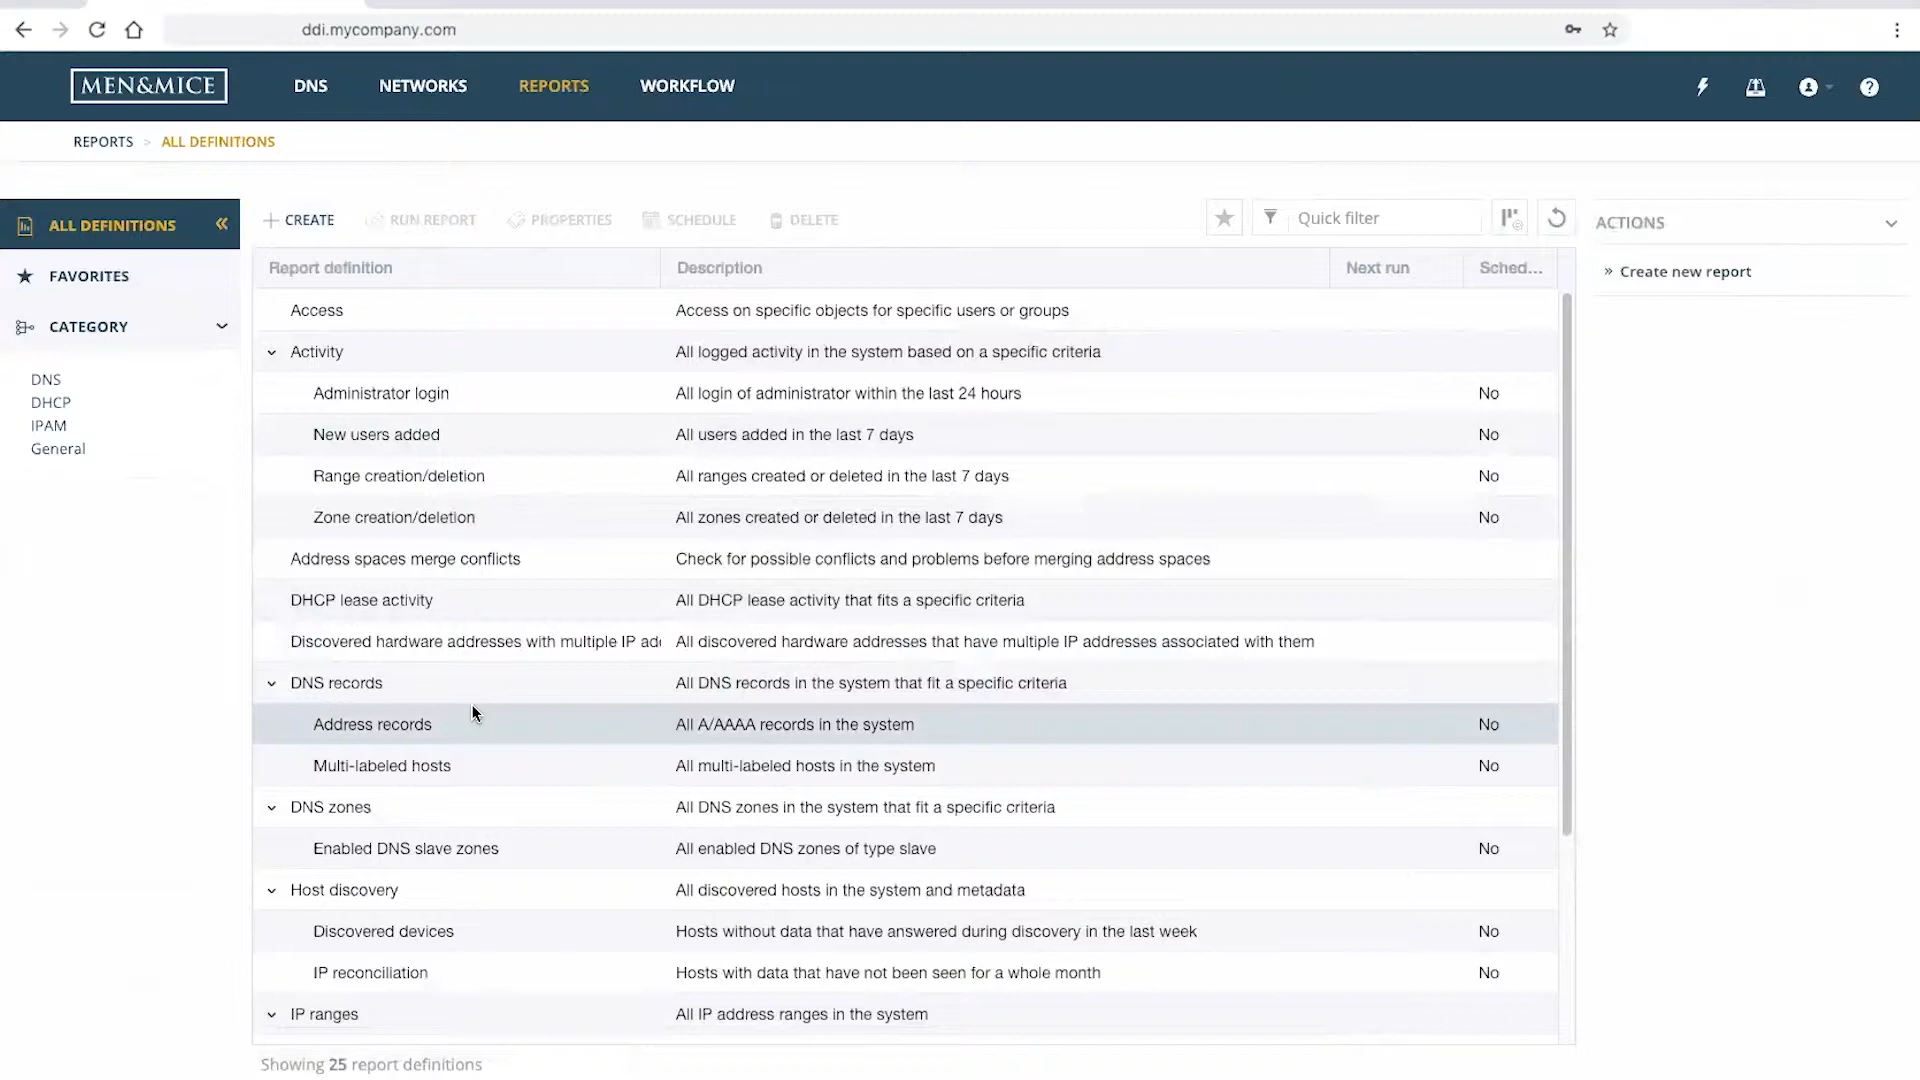 ddi.mycompany.com
MEN&MICE DNS NETWORKS REPORTS WORKFLOW
REPORTS > ALL DEFINITIONS
ALL DEFINITIONS
FAVORITES
CATEGORY
DNS
DHCP
IPAM
General
CREATE RUN REPORT PROPERTIES SCHEDULE DELETE Quick filter
Report definition Description Next run Sched...
Access Access on specific objects for specific users or groups
Activity All logged activity in the system based on a specific criteria
Administrator login All login of administrator within the last 24 hours No
New users added All users added in the last 7 days No
Range creation/deletion All ranges created or deleted in the last 7 days No
Zone creation/deletion All zones created or deleted in the last 7 days No
Address spaces merge conflicts Check for possible conflicts and problems before merging address spaces
DHCP lease activity All DHCP lease activity that fits a specific criteria
Discovered hardware addresses with multiple IP add All discovered hardware addresses that have multiple IP addresses associated with them
DNS records All DNS records in the system that fit a specific criteria
Address records All A/AAAA records in the system No
Multi-labeled hosts All multi-labeled hosts in the system No
DNS zones All DNS zones in the system that fit a specific criteria
Enabled DNS slave zones All enabled DNS zones of type slave No
Host discovery All discovered hosts in the system and metadata
Discovered devices Hosts without data that have answered during discovery in the last week No
IP reconciliation Hosts with data that have not been seen for a whole month No
IP ranges All IP address ranges in the system
Showing 25 report definitions
ACTIONS
» Create new report